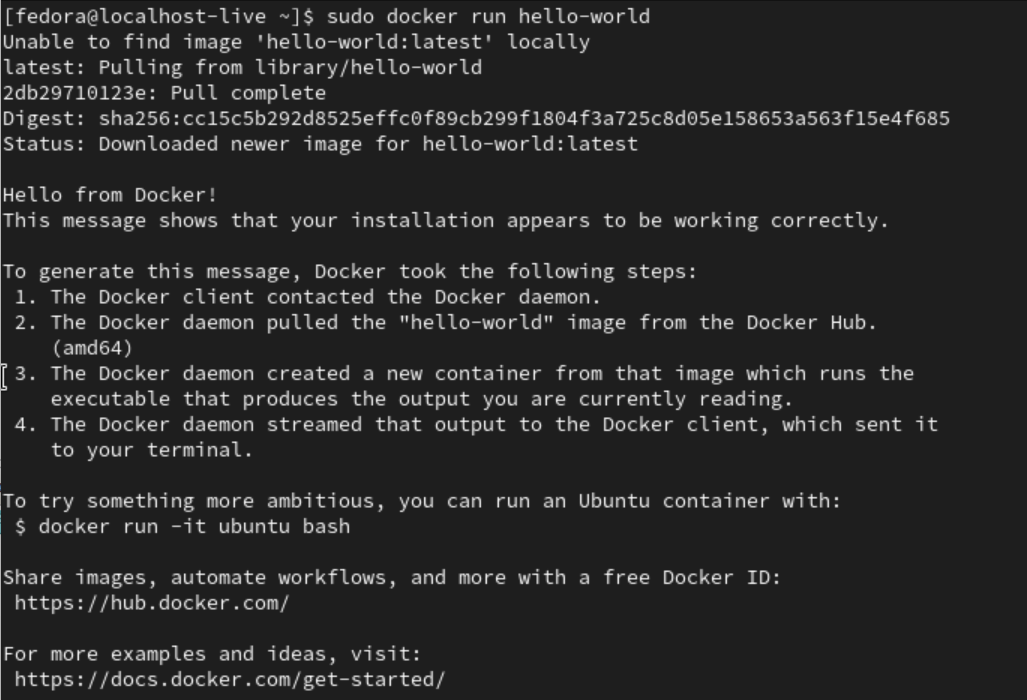 [fedora@localhost-live ~]$ sudo docker run hello-world
Unable to find image 'hello-world:latest' locally
latest: Pulling from library/hello-world
2db29710123e: Pull complete
Digest: sha256:cc15c5b292d8525effc0f89cb299f1804f3a725c8d05e158653a563f15e4f685
Status: Downloaded newer image for hello-world:latest

Hello from Docker!
This message shows that your installation appears to be working correctly.

To generate this message, Docker took the following steps:
 1. The Docker client contacted the Docker daemon.
 2. The Docker daemon pulled the "hello-world" image from the Docker Hub.
    (amd64)
 3. The Docker daemon created a new container from that image which runs the
    executable that produces the output you are currently reading.
 4. The Docker daemon streamed that output to the Docker client, which sent it
    to your terminal.

To try something more ambitious, you can run an Ubuntu container with:
 $ docker run -it ubuntu bash

Share images, automate workflows, and more with a free Docker ID:
 https://hub.docker.com/

For more examples and ideas, visit:
 https://docs.docker.com/get-started/